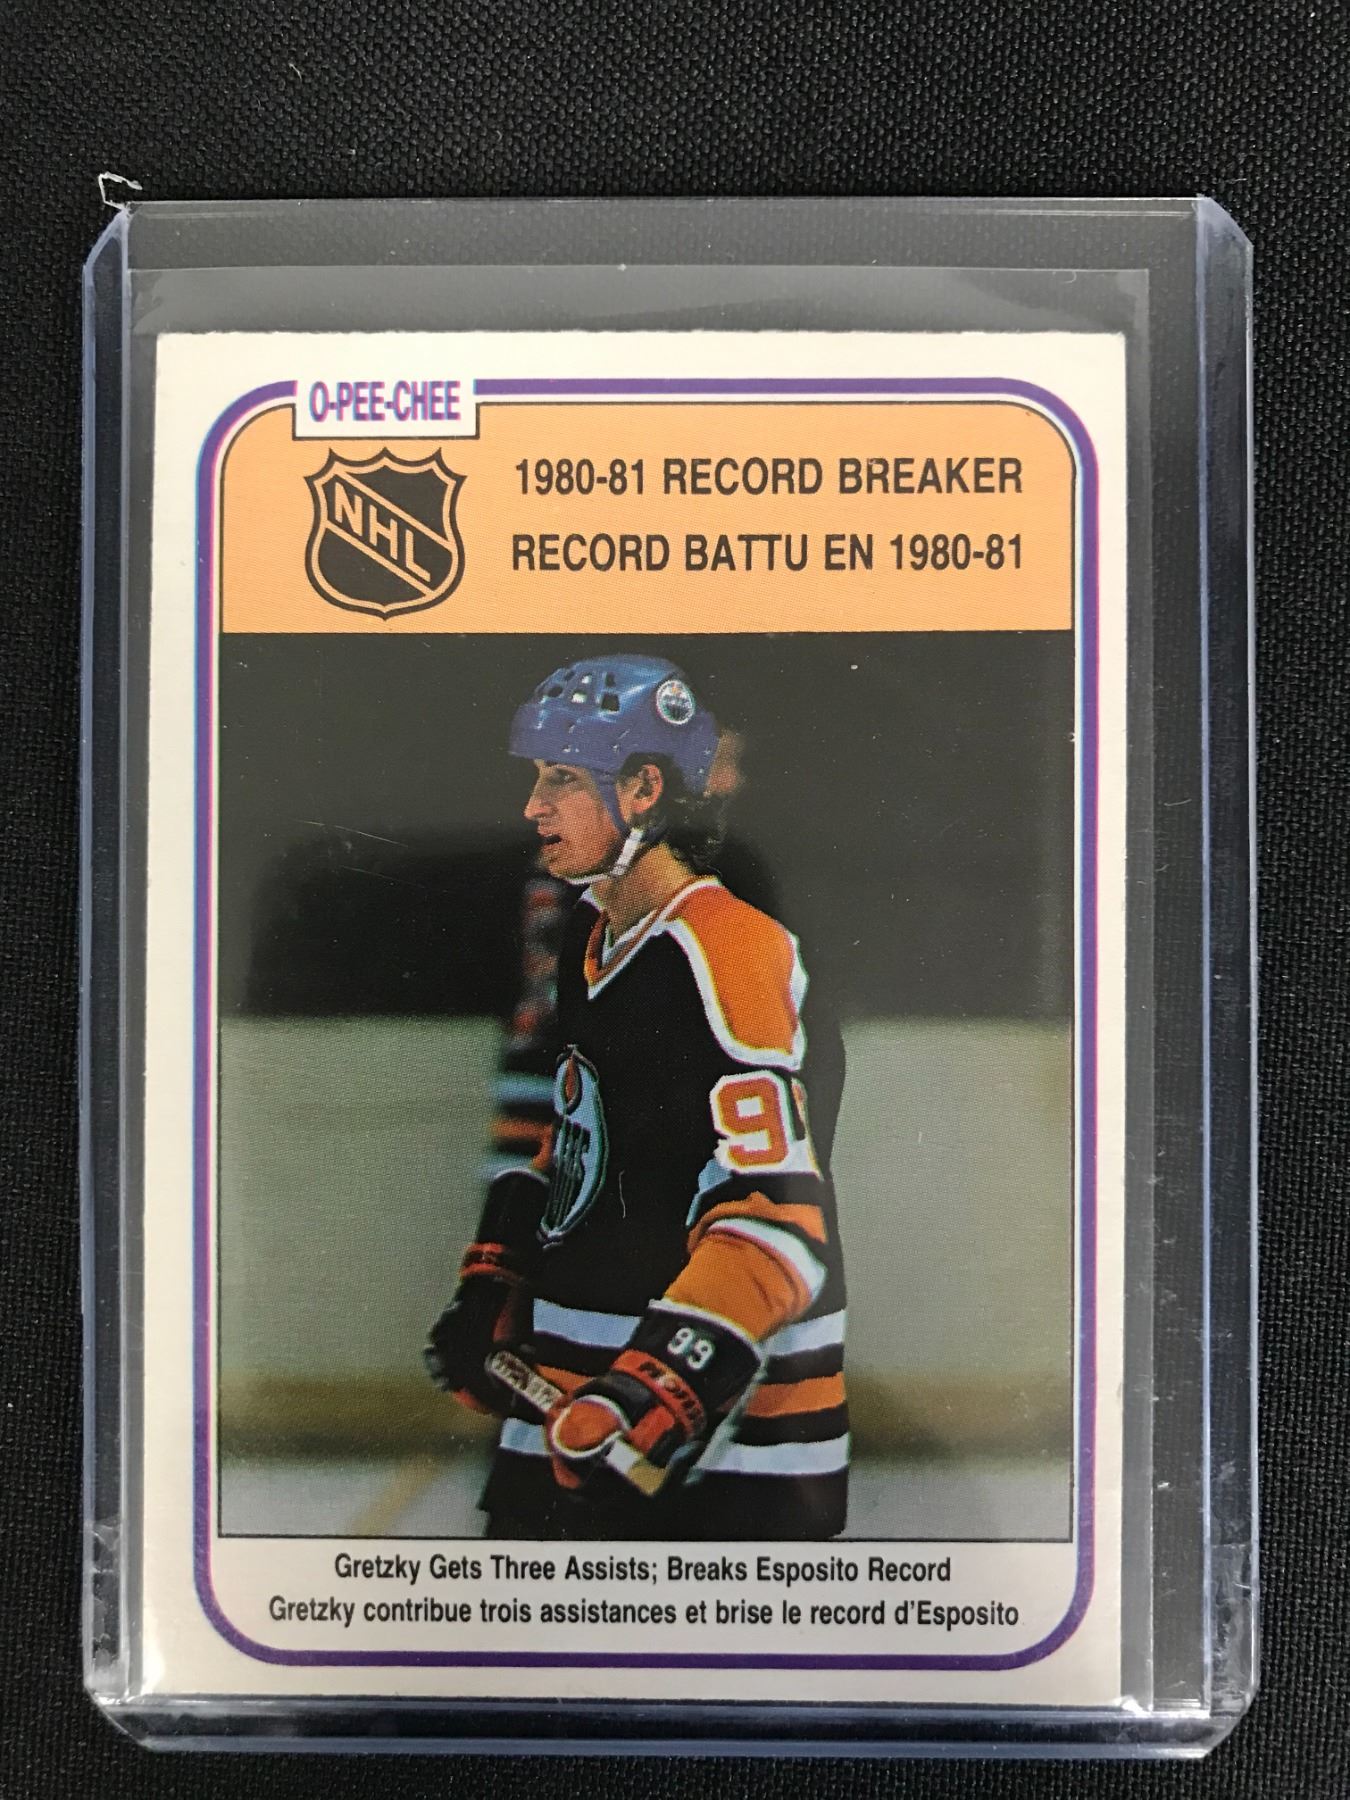 O-PEE-CHEE
NHL
1980-81 RECORD BREAKER
RECORD BATTU EN 1980-81
9
99
Gretzky Gets Three Assists; Breaks Esposito Record
Gretzky contribue trois assistances et brise le record d'Esposito